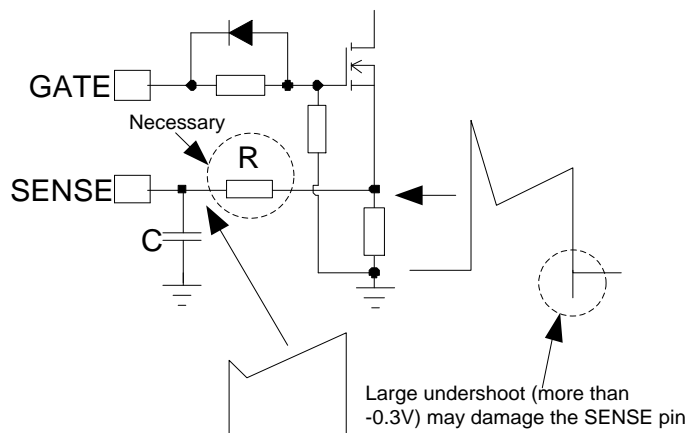 GATE
Necessary
R
SENSE
C
Large undershoot (more than
-0.3V) may damage the SENSE pin